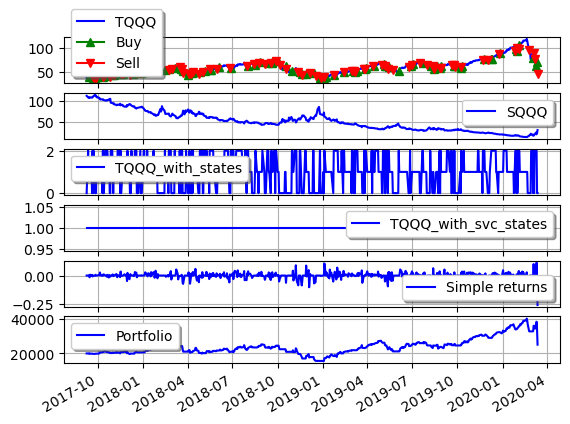 TQQQ
Buy
Sell
100
50
SQQQ
100
50
TQQQ_with_states
2
0
TQQQ_with_svc_states
1.05
1.00
0.95
Simple returns
0.00
−0.25
Portfolio
40000
20000
2017-10 2018-01 2018-04 2018-07 2018-10 2019-01 2019-04 2019-07 2019-10 2020-01 2020-04